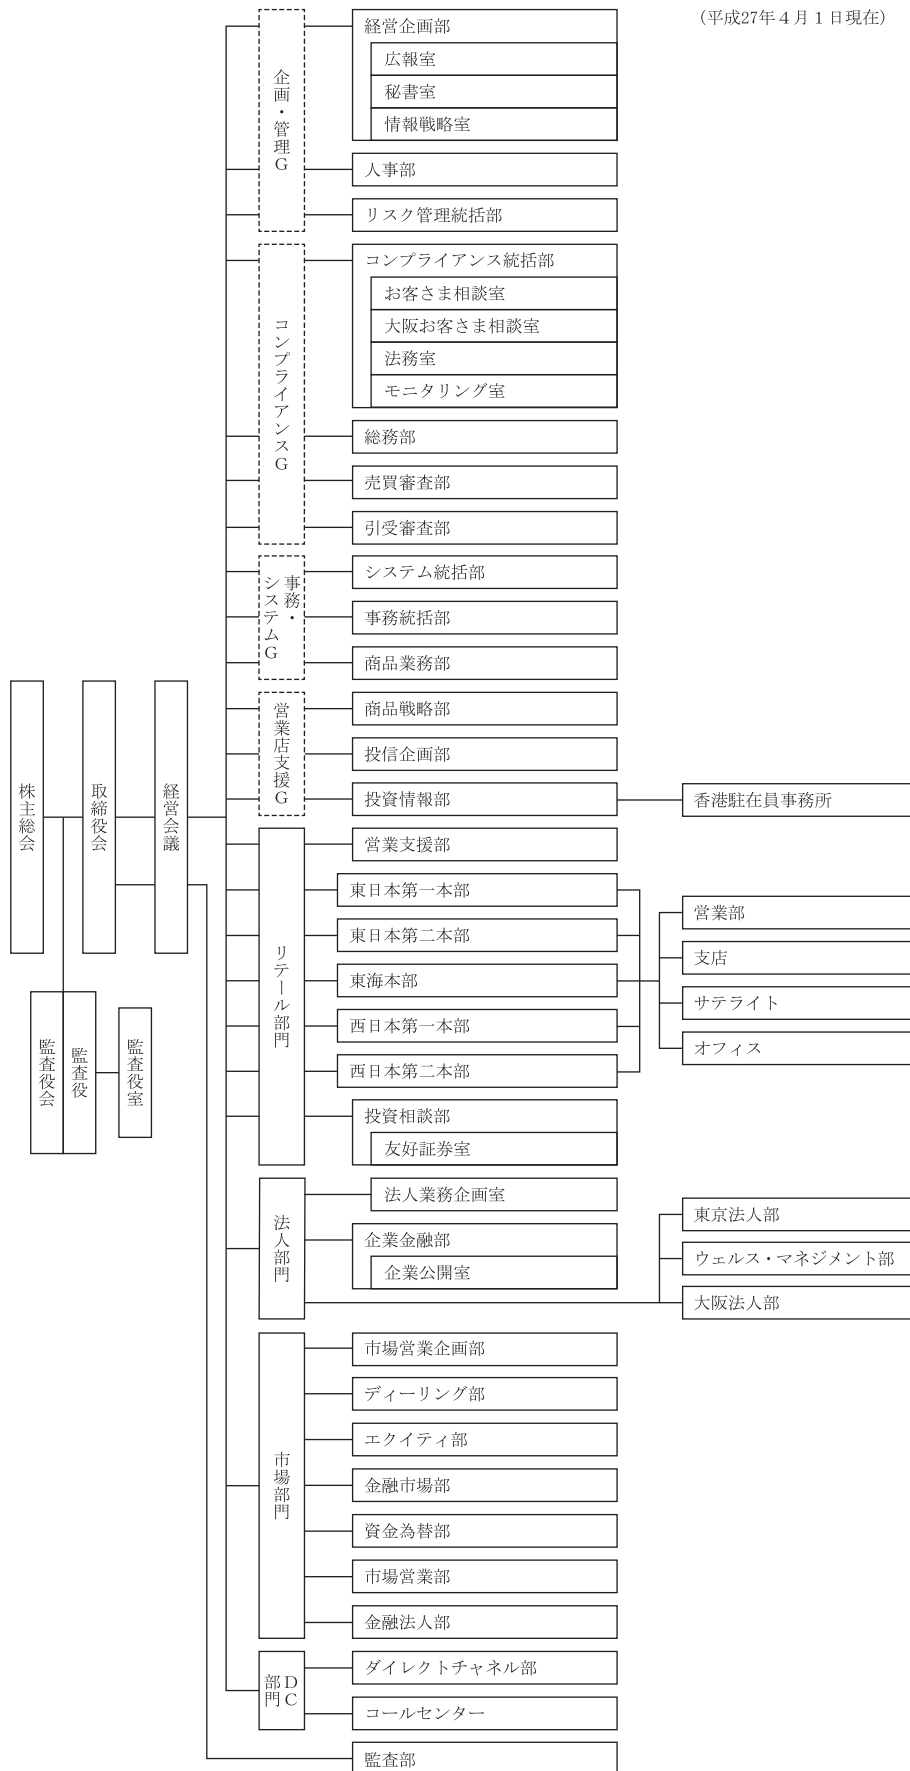 (平成27年４月１日現在)
株主総会
取締役会
経営会議
監査役会
監査役
監査役室
企画・管理G
経営企画部
広報室
秘書室
情報戦略室
人事部
リスク管理統括部
コンプライアンスG
コンプライアンス統括部
お客さま相談室
大阪お客さま相談室
法務室
モニタリング室
総務部
売買審査部
引受審査部
事務・
システムG
システム統括部
事務統括部
商品業務部
営業店支援G
商品戦略部
投信企画部
投資情報部
香港駐在員事務所
リテール部門
営業支援部
東日本第一本部
東日本第二本部
東海本部
西日本第一本部
西日本第二本部
営業部
支店
サテライト
オフィス
投資相談部
友好証券室
法人部門
法人業務企画室
企業金融部
企業公開室
東京法人部
ウェルス・マネジメント部
大阪法人部
市場部門
市場営業企画部
ディーリング部
エクイティ部
金融市場部
資金為替部
市場営業部
金融法人部
DC
部門
ダイレクトチャネル部
コールセンター
監査部